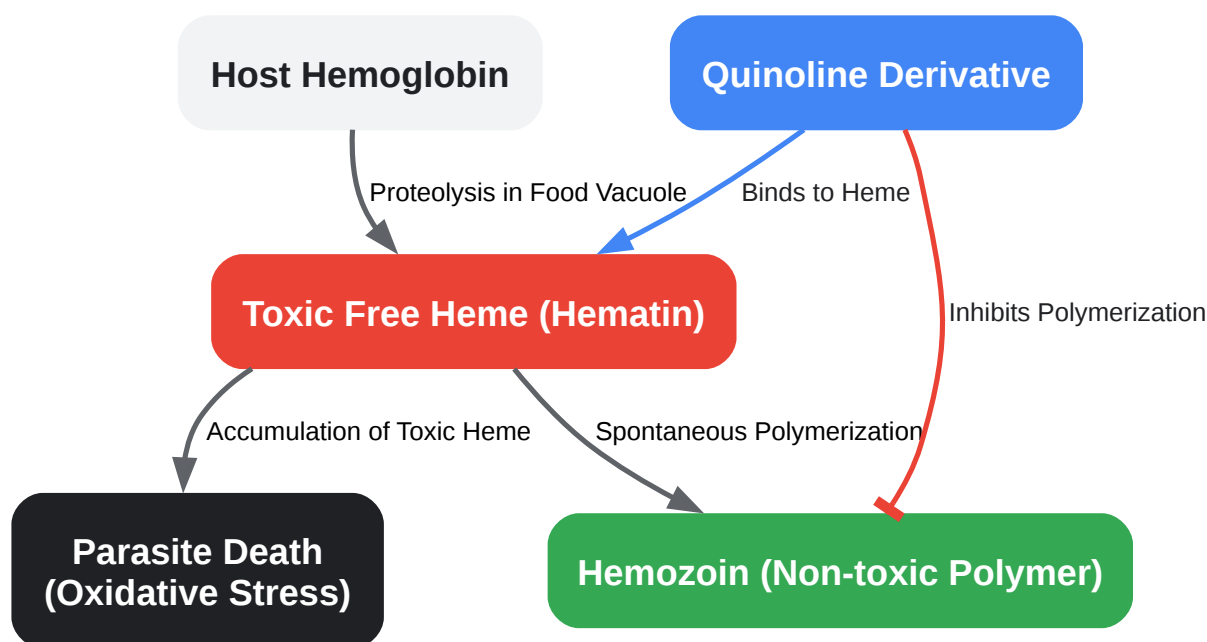 Host Hemoglobin
Quinoline Derivative
Proteolysis in Food Vacuole
Binds to Heme
Toxic Free Heme (Hematin)
Inhibits Polymerization
Accumulation of Toxic Heme
Spontaneous Polymerization
Parasite Death
(Oxidative Stress)
Hemozoin (Non-toxic Polymer)